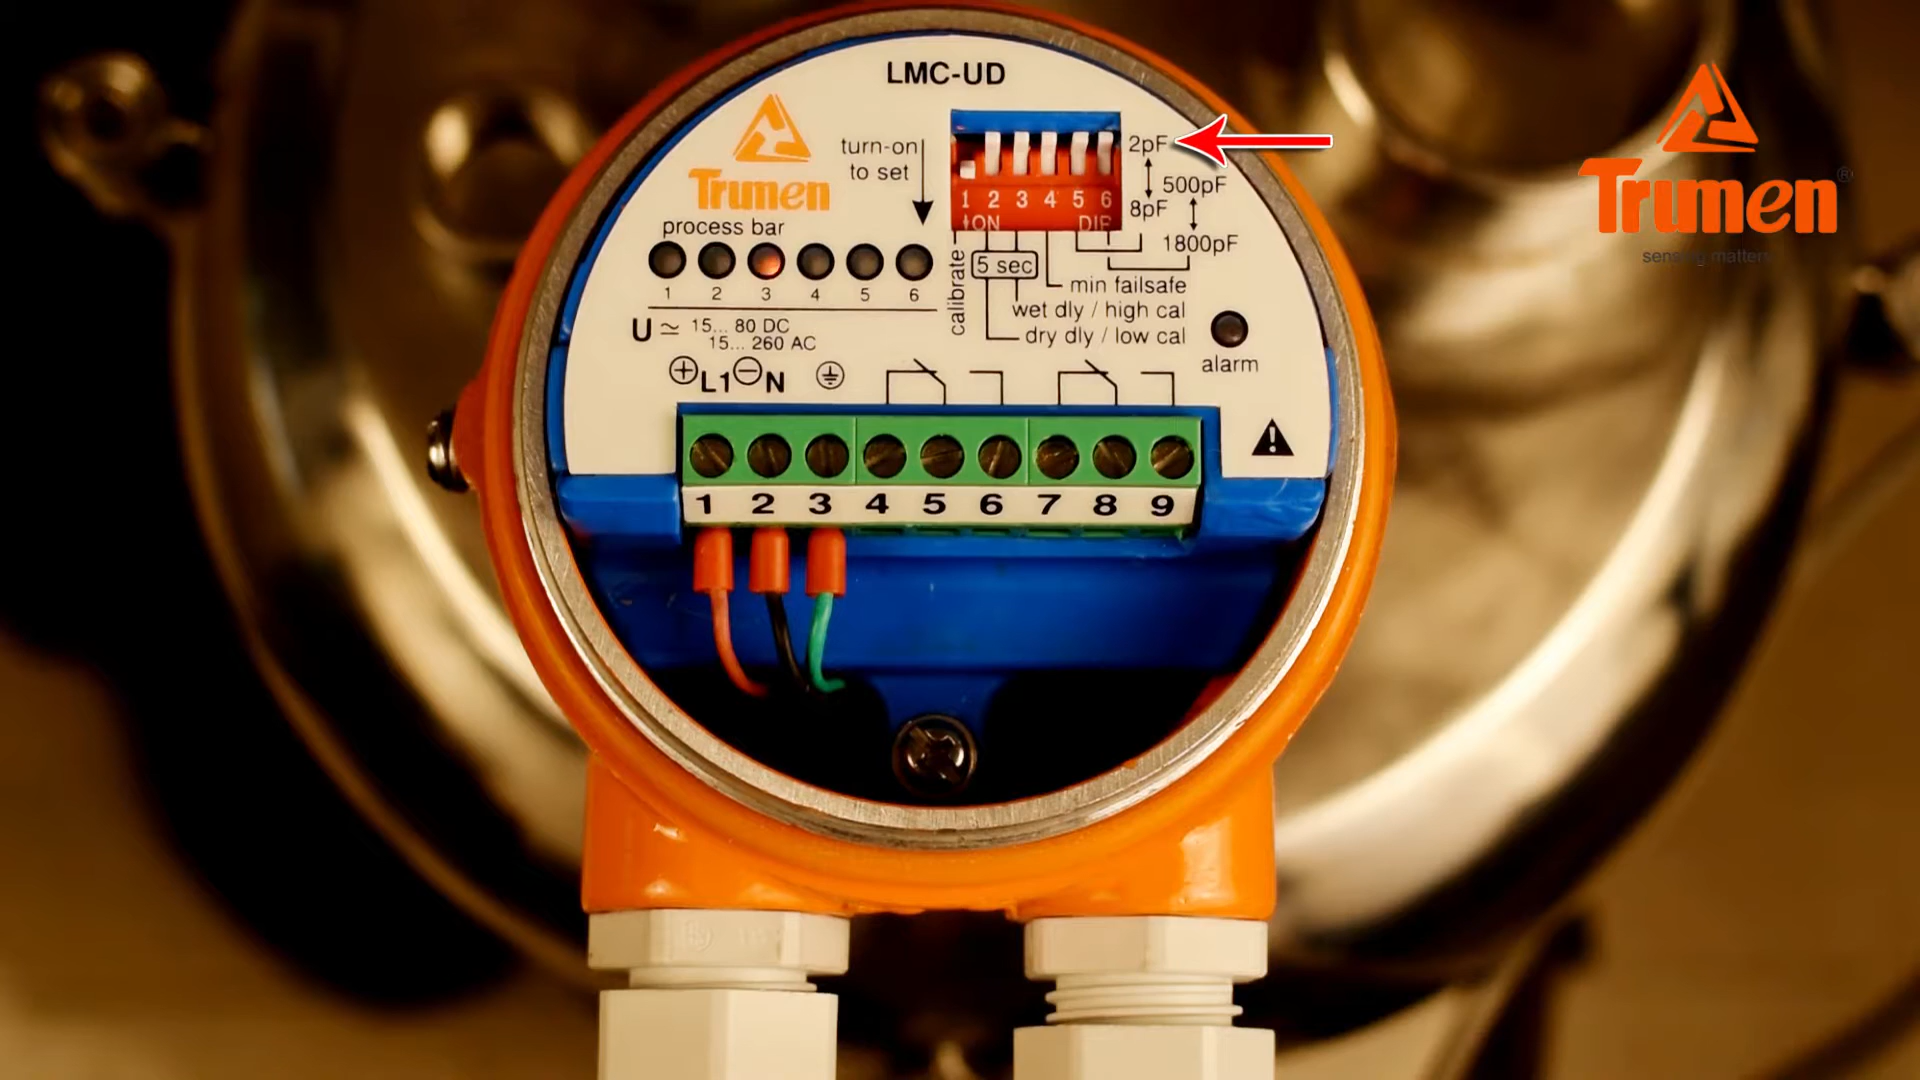 LMC-UD
Trumen
turn-on
to set
1 2 3 4 5 6
ON DIP
2pF
500pF
8pF
1800pF
process bar
1 2 3 4 5 6
calibrate
5 sec
min failsafe
wet dly / high cal
dry dly / low cal
U ≃ 15... 80 DC
15... 260 AC
alarm
+ L1 − N
1 2 3 4 5 6 7 8 9
Trumen®
sensing matters